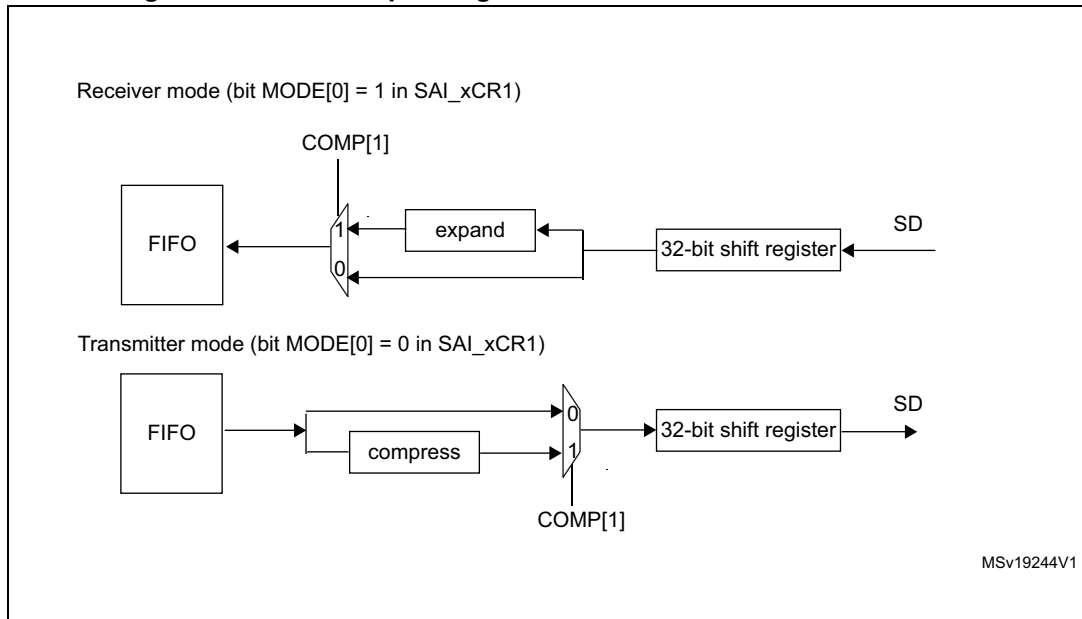 Receiver mode (bit MODE[0] = 1 in SAI_xCR1)
COMP[1]
FIFO
1
0
expand
32-bit shift register
SD
Transmitter mode (bit MODE[0] = 0 in SAI_xCR1)
FIFO
compress
0
1
COMP[1]
32-bit shift register
SD
MSv19244V1